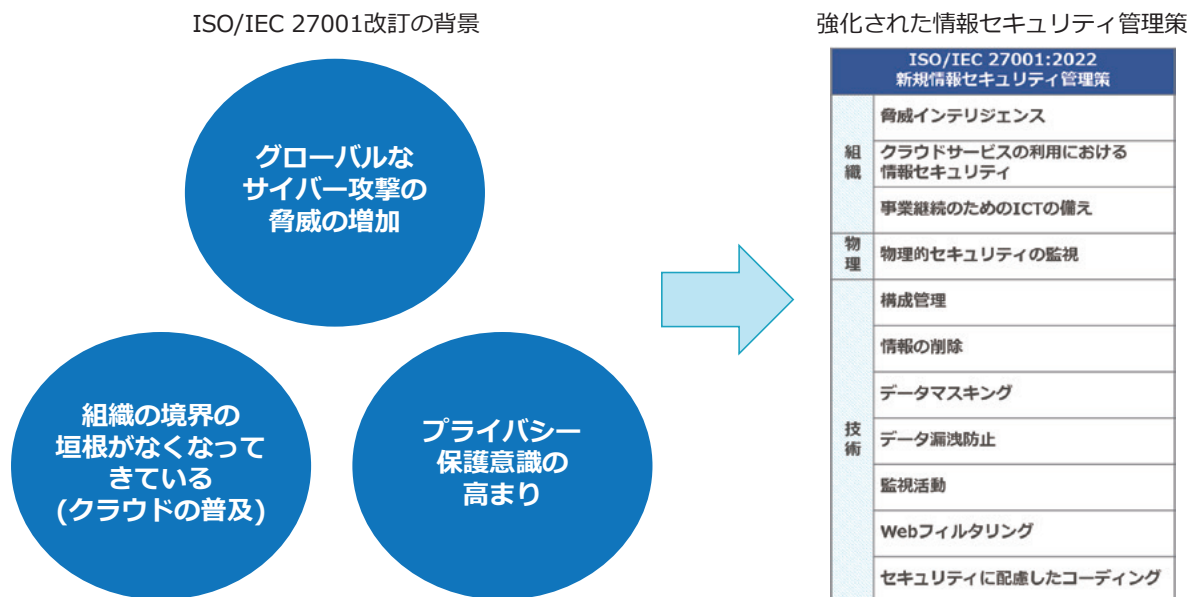 ISO/IEC 27001改訂の背景
グローバルな
サイバー攻撃の
脅威の増加
組織の境界の
垣根がなくなって
きている
(クラウドの普及)
プライバシー
保護意識の
高まり
強化された情報セキュリティ管理策
ISO/IEC 27001:2022
新規情報セキュリティ管理策
組織
脅威インテリジェンス
クラウドサービスの利用における
情報セキュリティ
事業継続のためのICTの備え
物理
物理的セキュリティの監視
技術
構成管理
情報の削除
データマスキング
データ漏洩防止
監視活動
Webフィルタリング
セキュリティに配慮したコーディング